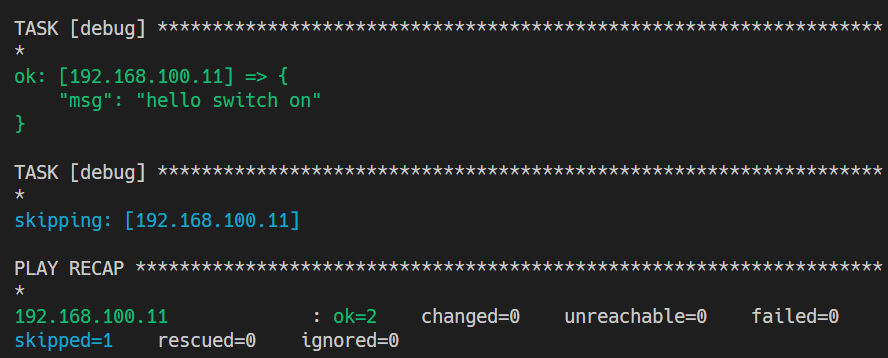 TASK [debug] ******************************************************************
*
ok: [192.168.100.11] => {
    "msg": "hello switch on"
}
TASK [debug] ******************************************************************
*
skipping: [192.168.100.11]
PLAY RECAP ********************************************************************
*
192.168.100.11             : ok=2    changed=0    unreachable=0    failed=0
skipped=1    rescued=0    ignored=0